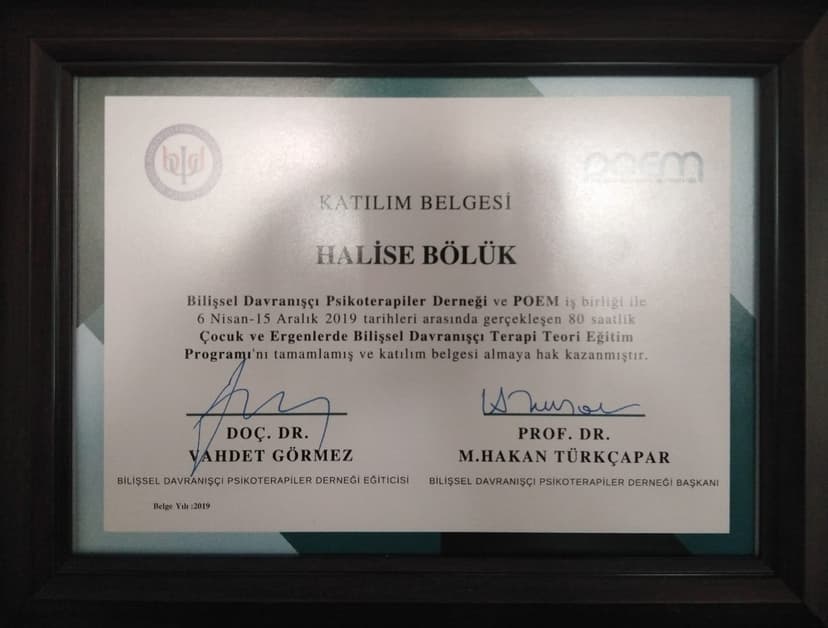 POEM
KATILIM BELGESİ
HALİSE BÖLÜK
Bilişsel Davranışçı Psikoterapiler Derneği ve POEM iş birliği ile
6 Nisan-15 Aralık 2019 tarihleri arasında gerçekleşen 80 saatlik
Çocuk ve Ergenlerde Bilişsel Davranışçı Terapi Teori Eğitim
Programı'nı tamamlamış ve katılım belgesi almaya hak kazanmıştır.
DOÇ. DR.
VAHDET GÖRMEZ
BİLİŞSEL DAVRANIŞÇI PSİKOTERAPİLER DERNEĞİ EĞİTİCİSİ
PROF. DR.
M.HAKAN TÜRKÇAPAR
BİLİŞSEL DAVRANIŞÇI PSİKOTERAPİLER DERNEĞİ BAŞKANI
Belge Yılı :2019